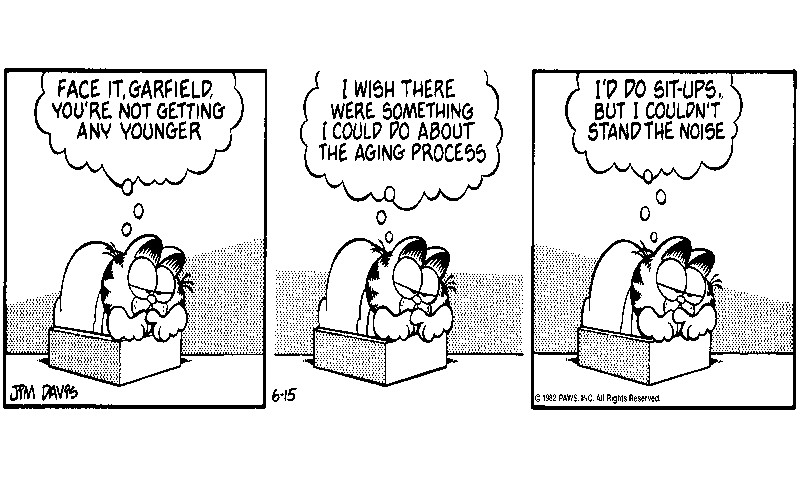 FACE IT, GARFIELD,
YOU'RE NOT GETTING
ANY YOUNGER
JIM DAVIS
I WISH THERE
WERE SOMETHING
I COULD DO ABOUT
THE AGING PROCESS
6-15
I'D DO SIT-UPS,
BUT I COULDN'T
STAND THE NOISE
© 1982 PAWS, INC. All Rights Reserved.